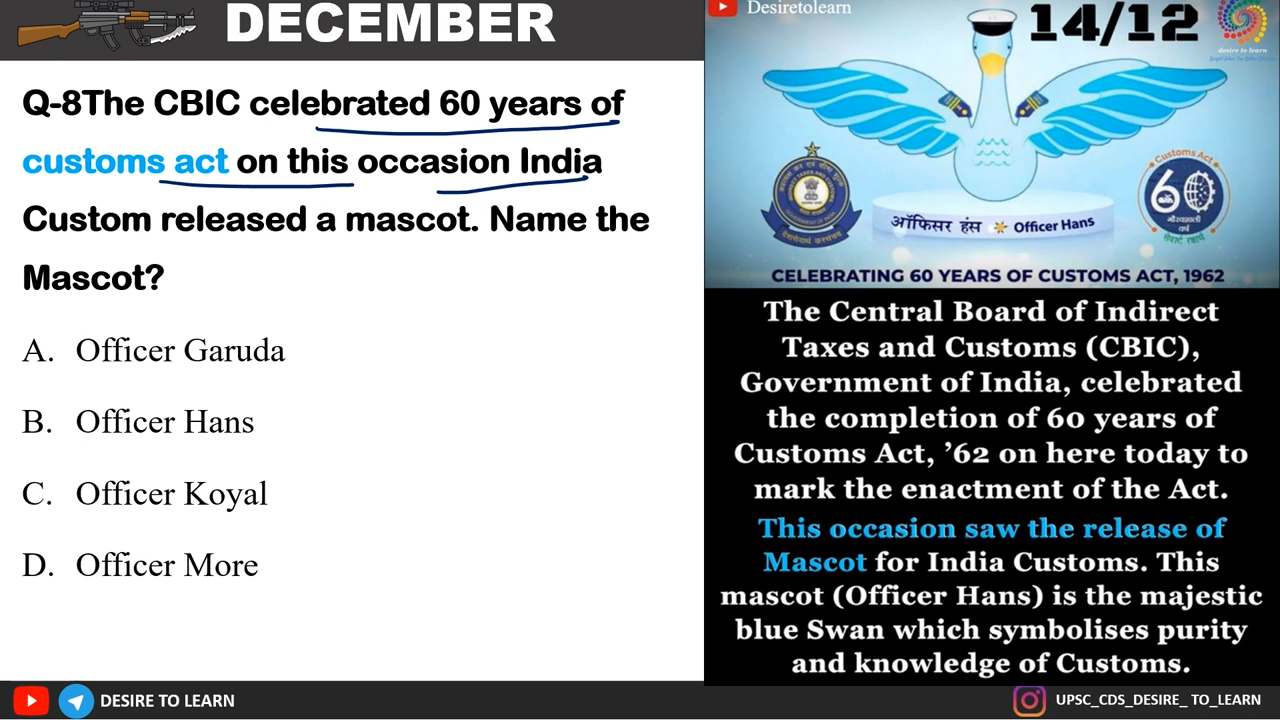 DECEMBER
Q-8The CBIC celebrated 60 years of
customs act on this occasion India
Custom released a mascot. Name the
Mascot?
A. Officer Garuda
B. Officer Hans
C. Officer Koyal
D. Officer More
Desiretolearn
14/12
desire to learn
Customs Act
60
गौरवशाली
वर्ष
ऑफिसर हंस Officer Hans
CELEBRATING 60 YEARS OF CUSTOMS ACT, 1962
The Central Board of Indirect
Taxes and Customs (CBIC),
Government of India, celebrated
the completion of 60 years of
Customs Act, ’62 on here today to
mark the enactment of the Act.
This occasion saw the release of
Mascot for India Customs. This
mascot (Officer Hans) is the majestic
blue Swan which symbolises purity
and knowledge of Customs.
DESIRE TO LEARN
UPSC_CDS_DESIRE_ TO_LEARN